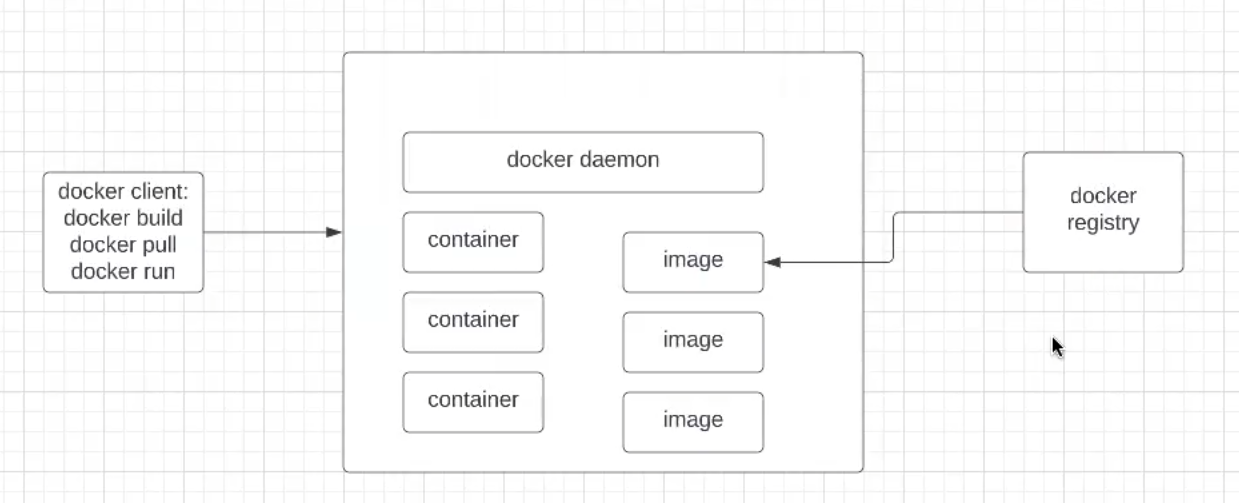 docker client:
docker build
docker pull
docker run
docker daemon
container
container
container
image
image
image
docker
registry